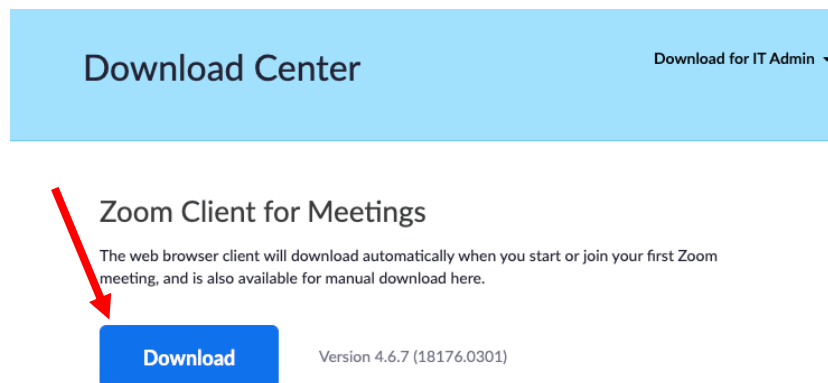 Download Center
Download for IT Admin
Zoom Client for Meetings
The web browser client will download automatically when you start or join your first Zoom
meeting, and is also available for manual download here.
Download
Version 4.6.7 (18176.0301)